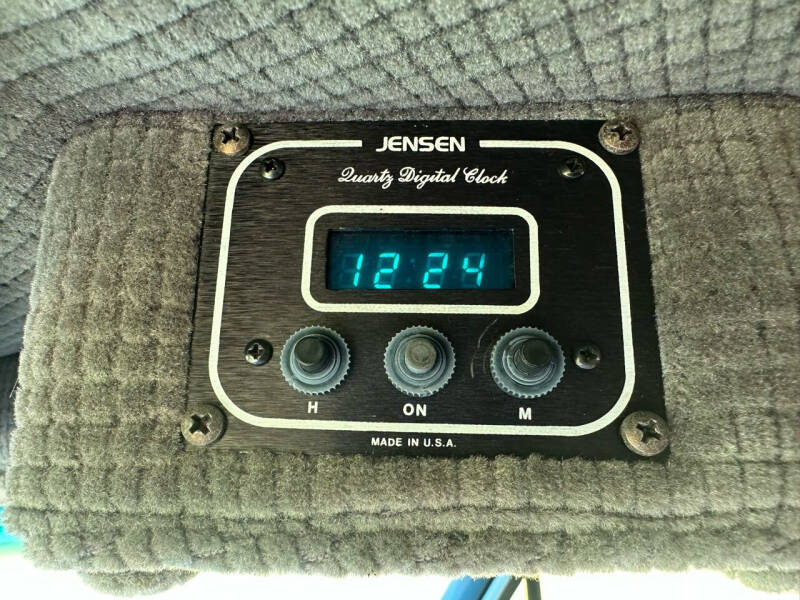 JENSEN
Quartz Digital Clock
12 24
H ON M
MADE IN U.S.A.